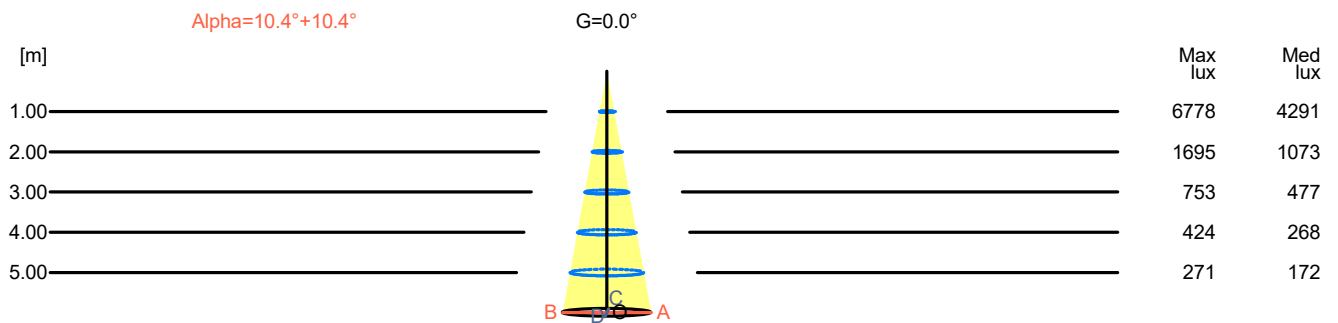 Alpha=10.4°+10.4° G=0.0°
[m] Max lux Med lux
1.00 6778 4291
2.00 1695 1073
3.00 753 477
4.00 424 268
5.00 271 172
C
B D O A